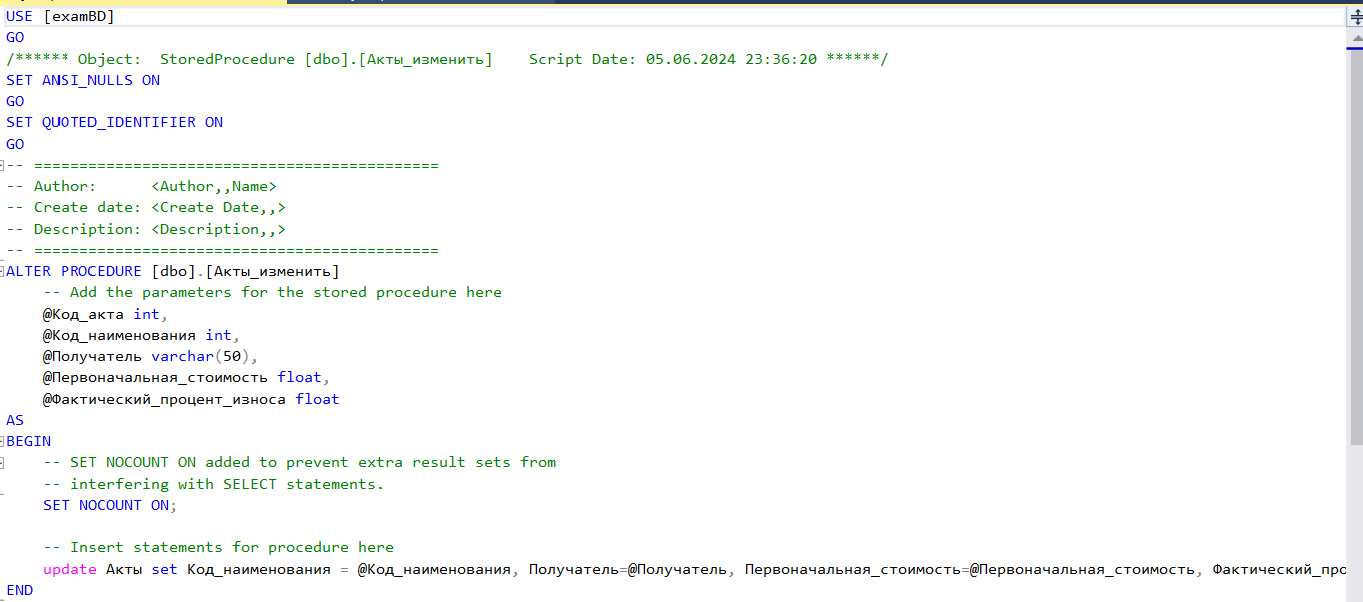 USE [examBD]
GO
/****** Object:  StoredProcedure [dbo].[Акты_изменить]    Script Date: 05.06.2024 23:36:20 ******/
SET ANSI_NULLS ON
GO
SET QUOTED_IDENTIFIER ON
GO
-- =============================================
-- Author:      <Author,,Name>
-- Create date: <Create Date,,>
-- Description: <Description,,>
-- =============================================
ALTER PROCEDURE [dbo].[Акты_изменить]
    -- Add the parameters for the stored procedure here
    @Код_акта int,
    @Код_наименования int,
    @Получатель varchar(50),
    @Первоначальная_стоимость float,
    @Фактический_процент_износа float
AS
BEGIN
    -- SET NOCOUNT ON added to prevent extra result sets from
    -- interfering with SELECT statements.
    SET NOCOUNT ON;
    -- Insert statements for procedure here
    update Акты set Код_наименования = @Код_наименования, Получатель=@Получатель, Первоначальная_стоимость=@Первоначальная_стоимость, Фактический_про
END